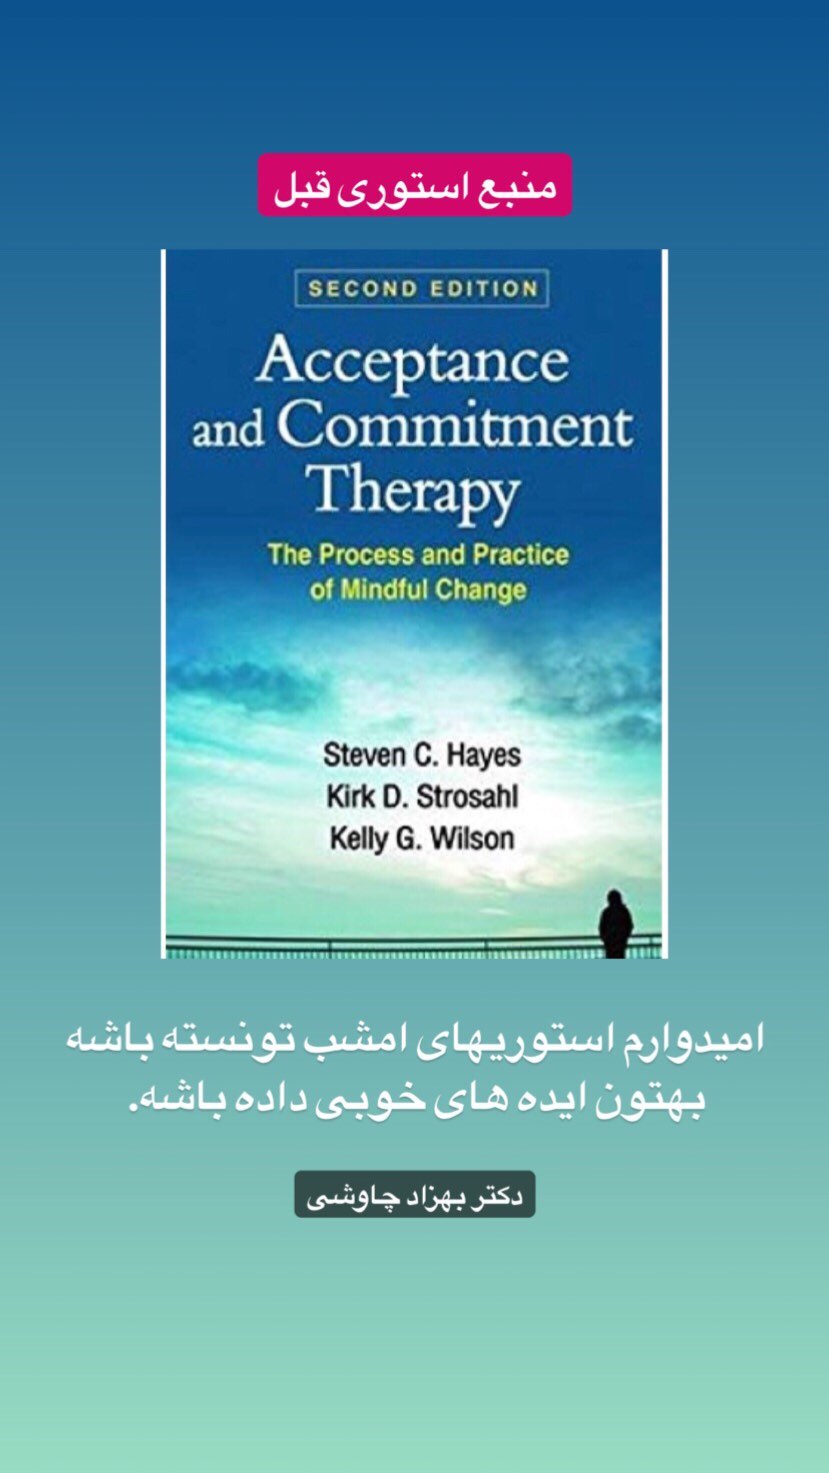 منبع استوری قبل
SECOND EDITION
Acceptance
and Commitment
Therapy
The Process and Practice
of Mindful Change
Steven C. Hayes
Kirk D. Strosahl
Kelly G. Wilson
امیدوارم استوریهای امشب تونسته باشه
بهتون ایده های خوبی داده باشه.
دکتر بهزاد چاوشی